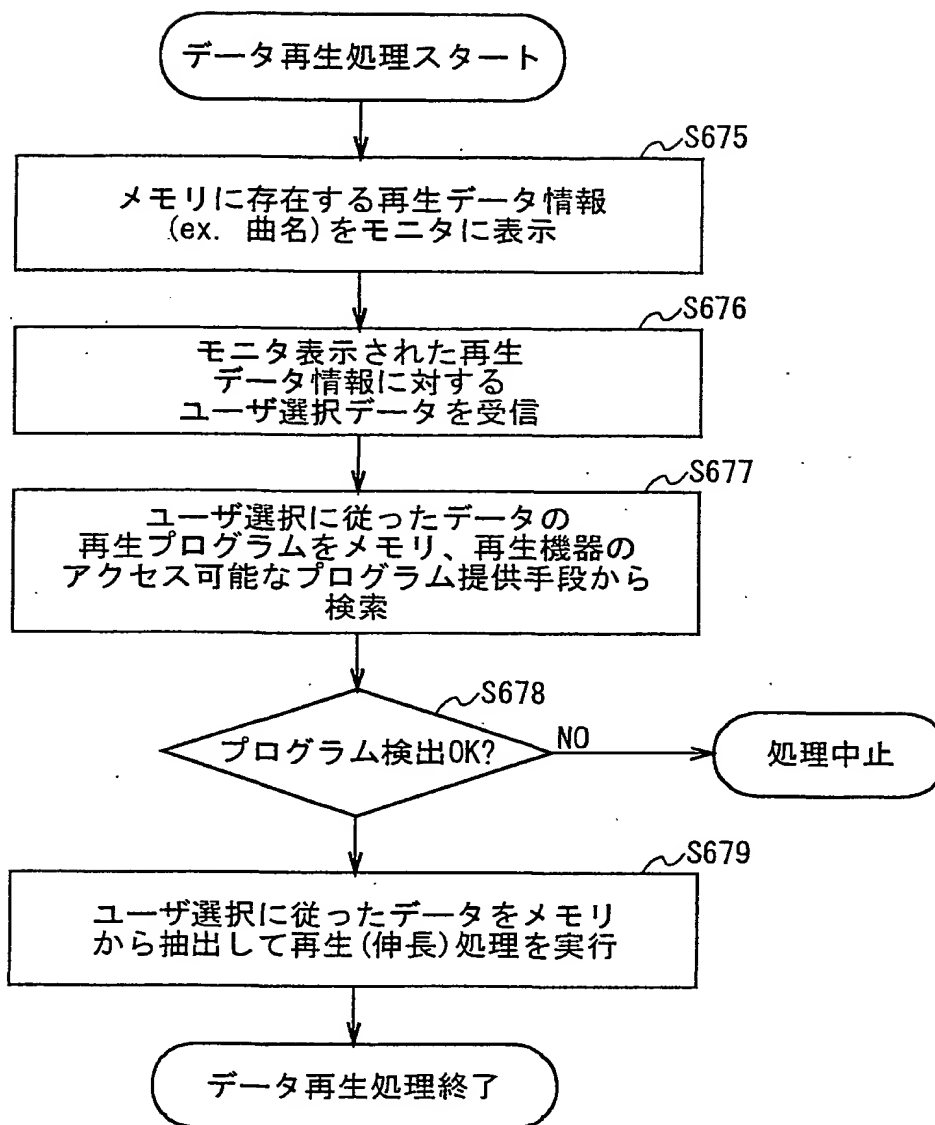 データ再生処理スタート
S675
メモリに存在する再生データ情報
(ex. 曲名)をモニタに表示
S676
モニタ表示された再生
データ情報に対する
ユーザ選択データを受信
S677
ユーザ選択に従ったデータの
再生プログラムをメモリ、再生機器の
アクセス可能なプログラム提供手段から
検索
S678
プログラム検出OK?
NO
処理中止
S679
ユーザ選択に従ったデータをメモリ
から抽出して再生(伸長)処理を実行
データ再生処理終了